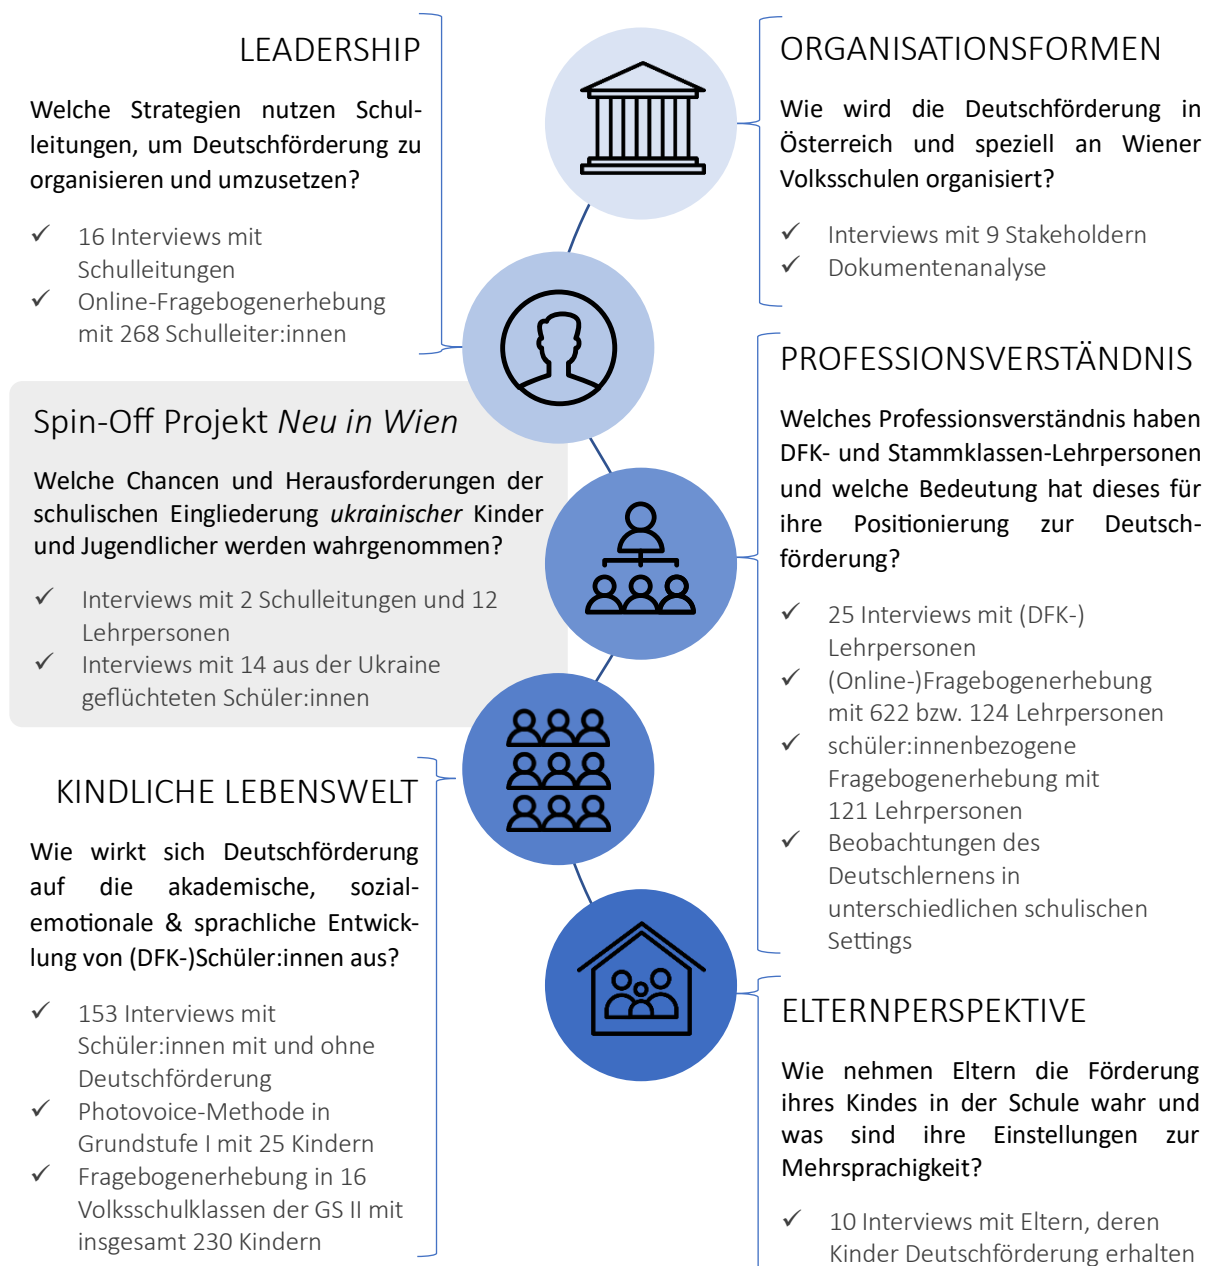 LEADERSHIP
Welche Strategien nutzen Schul-
leitungen, um Deutschförderung zu
organisieren und umzusetzen?
✓ 16 Interviews mit
Schulleitungen
✓ Online-Fragebogenerhebung
mit 268 Schulleiter:innen
ORGANISATIONSFORMEN
Wie wird die Deutschförderung in
Österreich und speziell an Wiener
Volksschulen organisiert?
✓ Interviews mit 9 Stakeholdern
✓ Dokumentenanalyse
Spin-Off Projekt Neu in Wien
Welche Chancen und Herausforderungen der
schulischen Eingliederung ukrainischer Kinder
und Jugendlicher werden wahrgenommen?
✓ Interviews mit 2 Schulleitungen und 12
Lehrpersonen
✓ Interviews mit 14 aus der Ukraine
geflüchteten Schüler:innen
PROFESSIONSVERSTÄNDNIS
Welches Professionsverständnis haben
DFK- und Stammklassen-Lehrpersonen
und welche Bedeutung hat dieses für
ihre Positionierung zur Deutsch-
förderung?
✓ 25 Interviews mit (DFK-)
Lehrpersonen
✓ (Online-)Fragebogenerhebung
mit 622 bzw. 124 Lehrpersonen
✓ schüler:innenbezogene
Fragebogenerhebung mit
121 Lehrpersonen
✓ Beobachtungen des
Deutschlernens in
unterschiedlichen schulischen
Settings
KINDLICHE LEBENSWELT
Wie wirkt sich Deutschförderung
auf die akademische, sozial-
emotionale & sprachliche Entwick-
lung von (DFK-)Schüler:innen aus?
✓ 153 Interviews mit
Schüler:innen mit und ohne
Deutschförderung
✓ Photovoice-Methode in
Grundstufe I mit 25 Kindern
✓ Fragebogenerhebung in 16
Volksschulklassen der GS II mit
insgesamt 230 Kindern
ELTERNPERSPEKTIVE
Wie nehmen Eltern die Förderung
ihres Kindes in der Schule wahr und
was sind ihre Einstellungen zur
Mehrsprachigkeit?
✓ 10 Interviews mit Eltern, deren
Kinder Deutschförderung erhalten